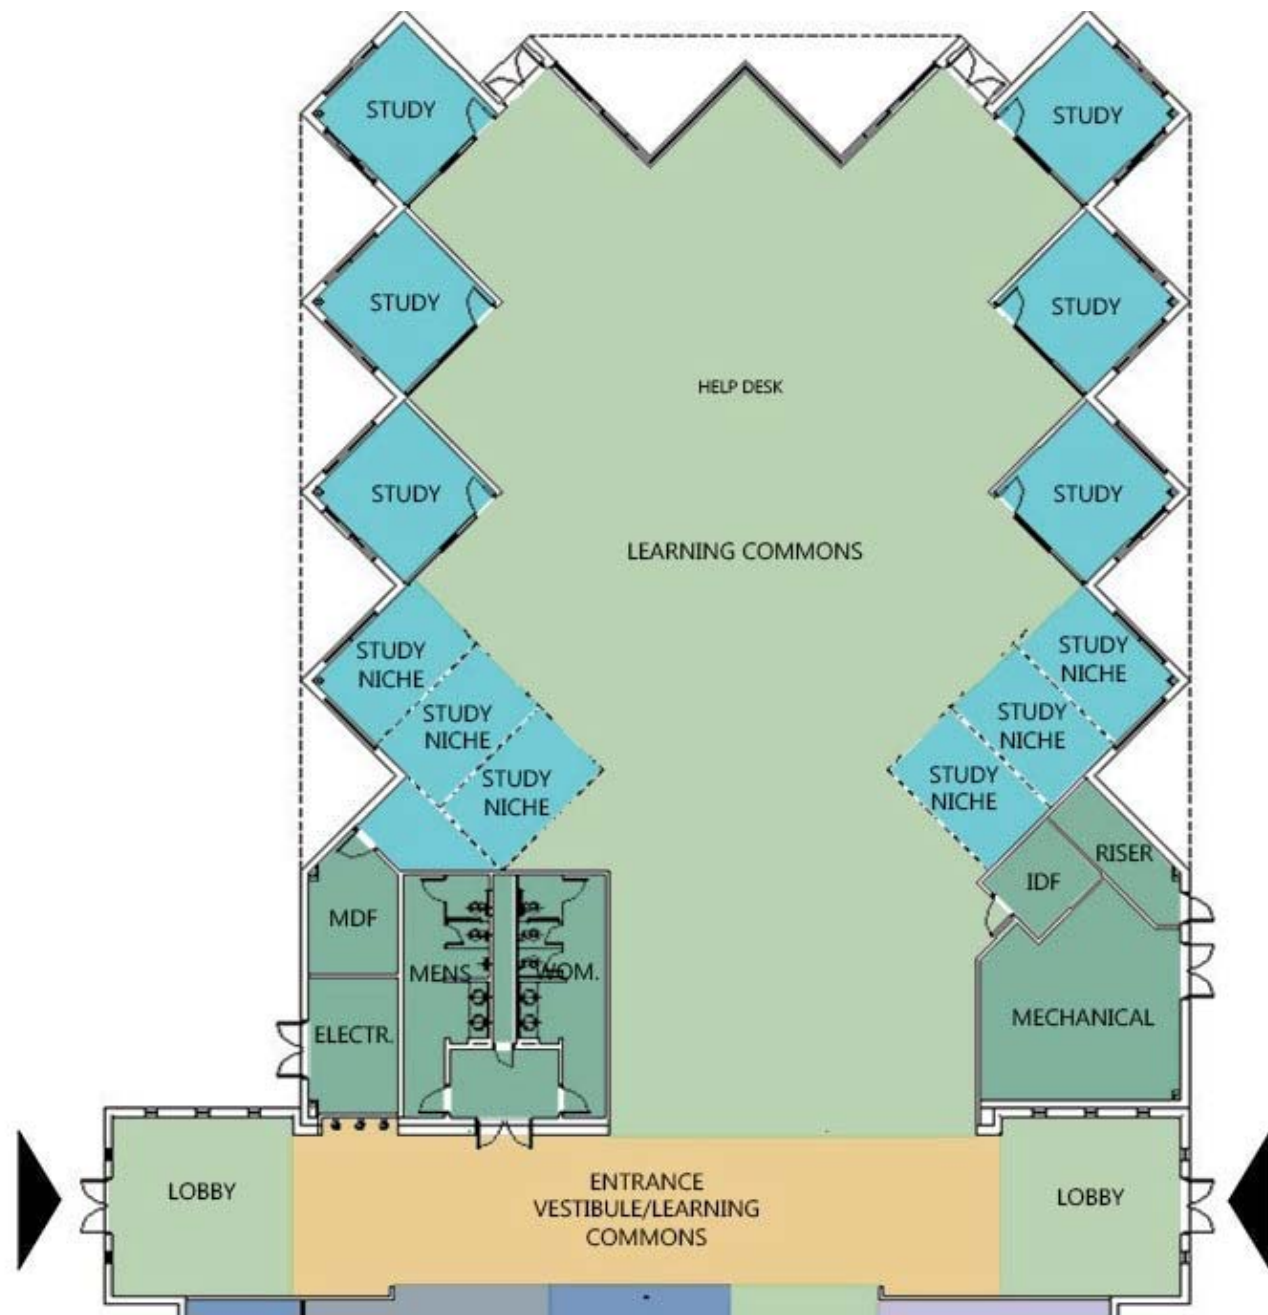 STUDY
STUDY
STUDY
STUDY
HELP DESK
STUDY
STUDY
LEARNING COMMONS
STUDY
NICHE
STUDY
NICHE
STUDY
NICHE
STUDY
NICHE
STUDY
NICHE
STUDY
NICHE
RISER
IDF
MDF
MENS
WOM.
ELECTR.
MECHANICAL
LOBBY
ENTRANCE
VESTIBULE/LEARNING
COMMONS
LOBBY